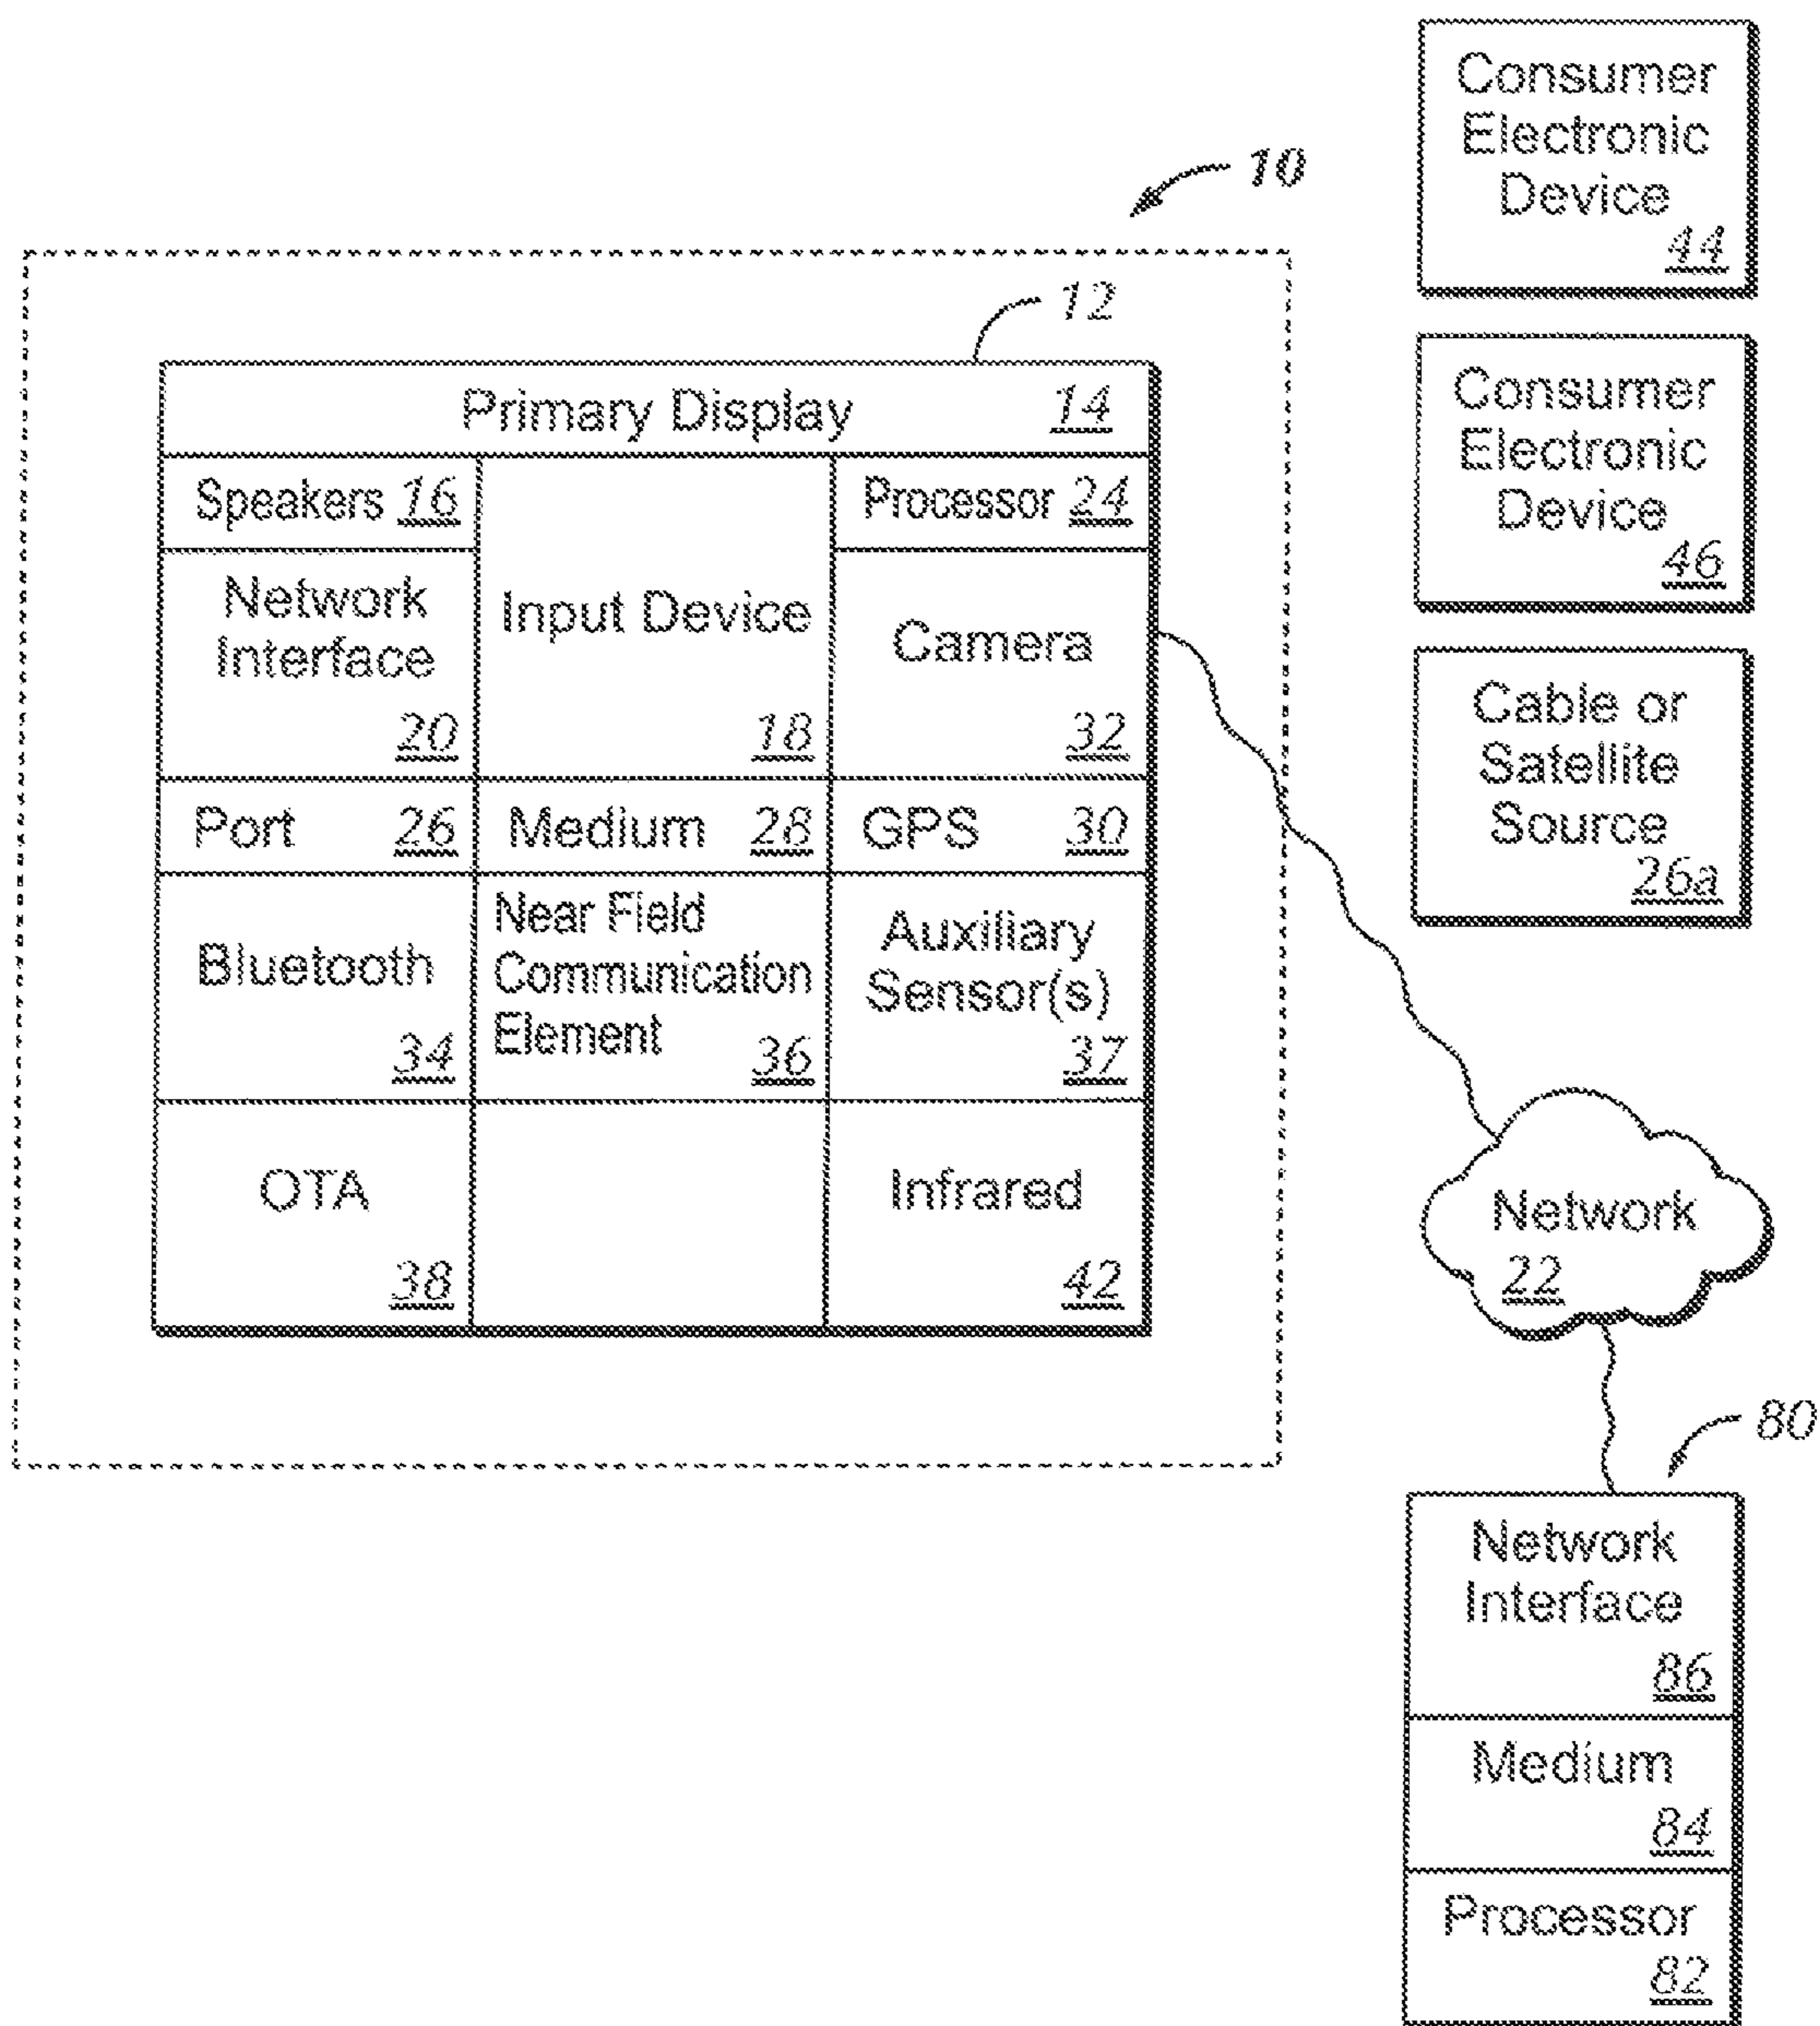 10
12
Primary Display 14
Speakers 16
Network
Interface
20
Input Device
18
Processor 24
Camera
32
Port 26
Medium 28
GPS 30
Bluetooth
34
Near Field
Communication
Element
36
Auxiliary
Sensor(s)
37
OTA
38
Infrared
42
Consumer
Electronic
Device
44
Consumer
Electronic
Device
46
Cable or
Satellite
Source
26a
Network
22
80
Network
Interface
86
Medium
84
Processor
82